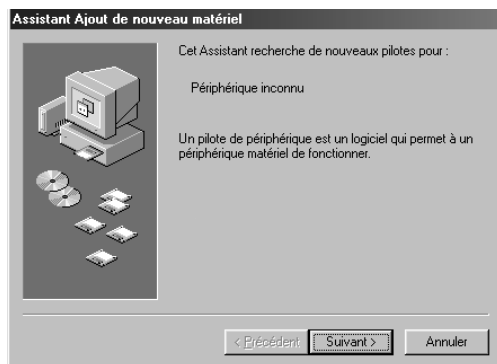 Assistant Ajout de nouveau matériel
Cet Assistant recherche de nouveaux pilotes pour :
Périphérique inconnu
Un pilote de périphérique est un logiciel qui permet à un
périphérique matériel de fonctionner.
< Précédent
Suivant >
Annuler